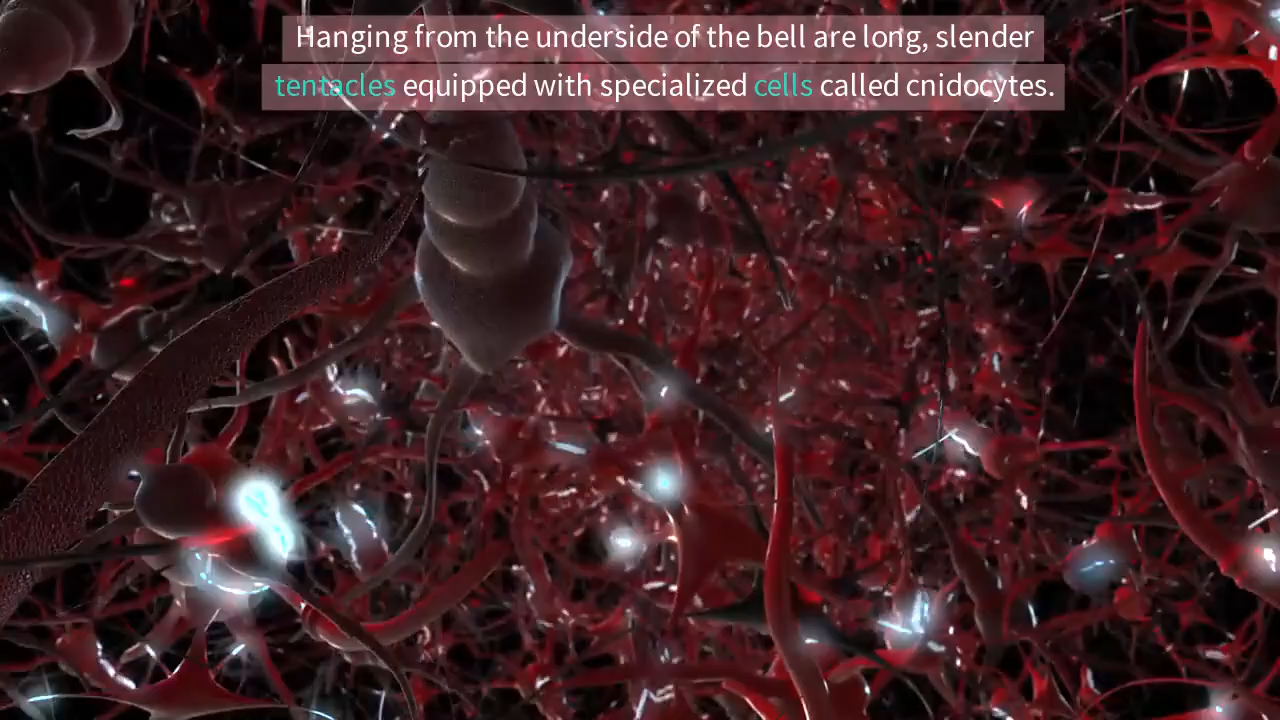 Hanging from the underside of the bell are long, slender
tentacles equipped with specialized cells called cnidocytes.